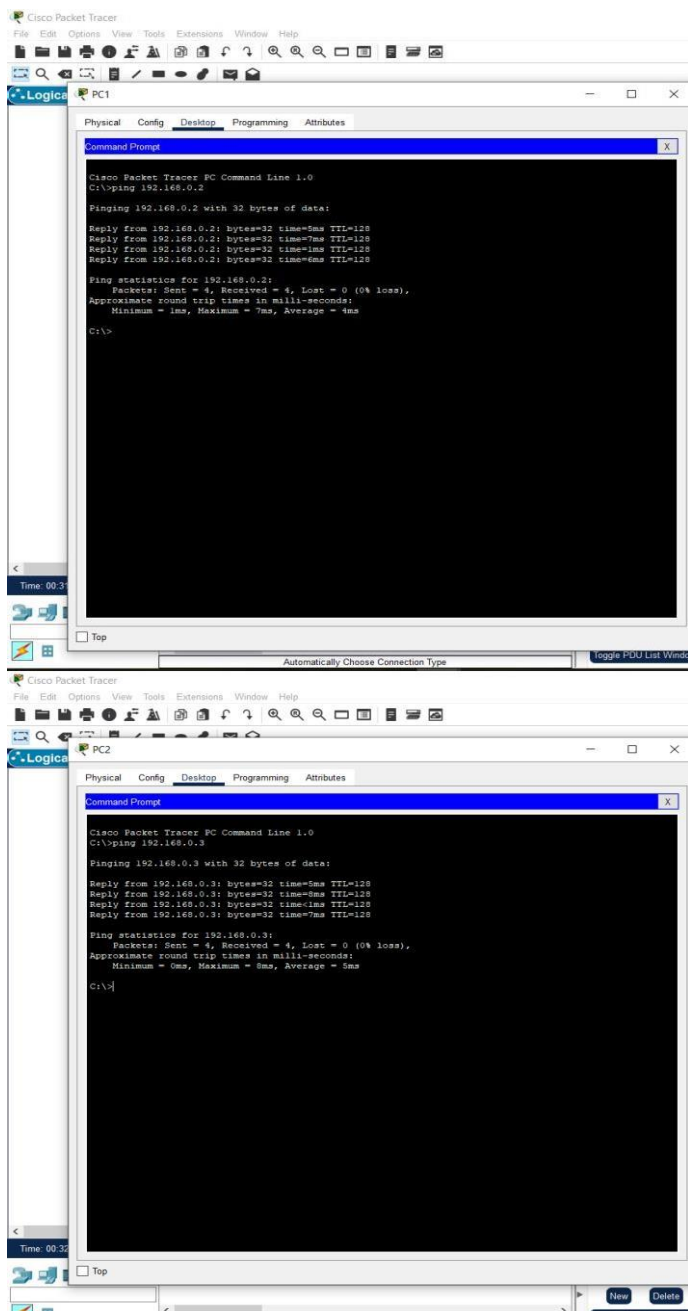 Cisco Packet Tracer
File Edit Options View Tools Extensions Window Help
Logica
PC1
Physical Config Desktop Programming Attributes
Command Prompt
X
Cisco Packet Tracer PC Command Line 1.0
C:\>ping 192.168.0.2
Pinging 192.168.0.2 with 32 bytes of data:
Reply from 192.168.0.2: bytes=32 time=5ms TTL=128
Reply from 192.168.0.2: bytes=32 time=7ms TTL=128
Reply from 192.168.0.2: bytes=32 time=1ms TTL=128
Reply from 192.168.0.2: bytes=32 time=6ms TTL=128
Ping statistics for 192.168.0.2:
Packets: Sent = 4, Received = 4, Lost = 0 (0% loss),
Approximate round trip times in milli-seconds:
Minimum = 1ms, Maximum = 7ms, Average = 4ms
C:\>
Time: 00:31
Top
Automatically Choose Connection Type
Toggle PDU List Windo
Cisco Packet Tracer
File Edit Options View Tools Extensions Window Help
Logica
PC2
Physical Config Desktop Programming Attributes
Command Prompt
X
Cisco Packet Tracer PC Command Line 1.0
C:\>ping 192.168.0.3
Pinging 192.168.0.3 with 32 bytes of data:
Reply from 192.168.0.3: bytes=32 time=5ms TTL=128
Reply from 192.168.0.3: bytes=32 time=8ms TTL=128
Reply from 192.168.0.3: bytes=32 time<1ms TTL=128
Reply from 192.168.0.3: bytes=32 time=7ms TTL=128
Ping statistics for 192.168.0.3:
Packets: Sent = 4, Received = 4, Lost = 0 (0% loss),
Approximate round trip times in milli-seconds:
Minimum = 0ms, Maximum = 8ms, Average = 5ms
C:\>
Time: 00:32
Top
New Delete